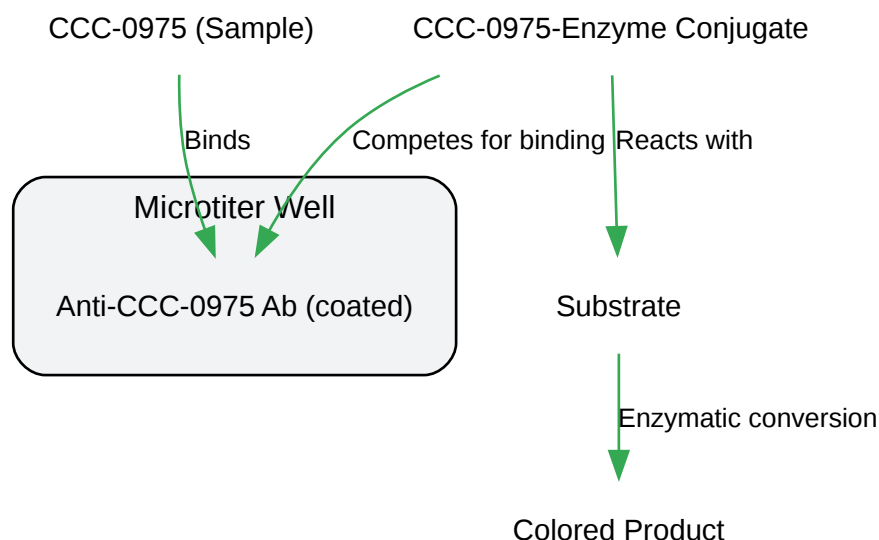 CCC-0975 (Sample)
CCC-0975-Enzyme Conjugate
Binds
Competes for binding
Reacts with
Microtiter Well
Anti-CCC-0975 Ab (coated)
Substrate
Enzymatic conversion
Colored Product